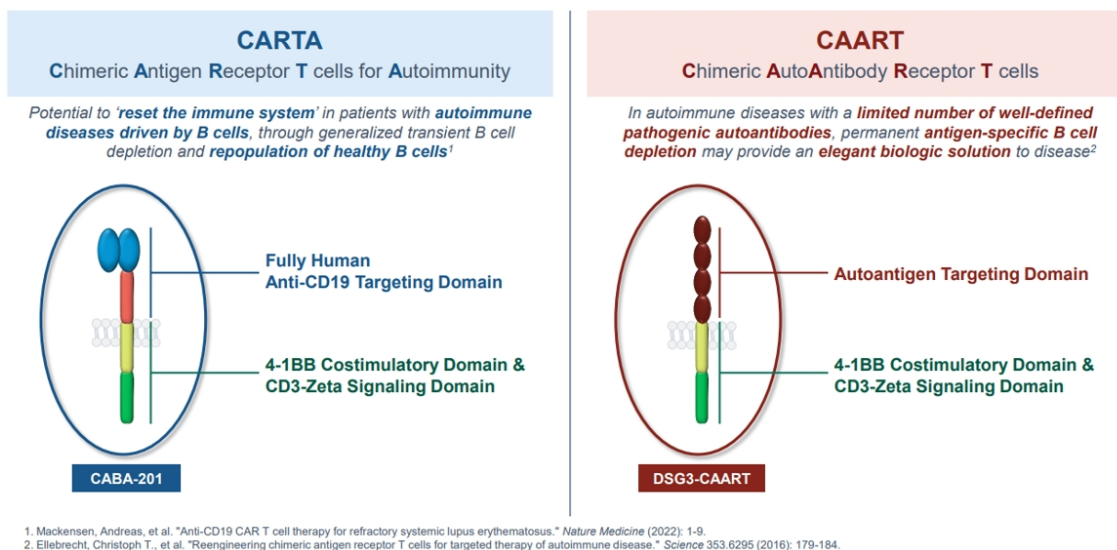 CARTA
Chimeric Antigen Receptor T cells for Autoimmunity
Potential to ‘reset the immune system’ in patients with autoimmune
diseases driven by B cells, through generalized transient B cell
depletion and repopulation of healthy B cells1
Fully Human
Anti-CD19 Targeting Domain
4-1BB Costimulatory Domain &
CD3-Zeta Signaling Domain
CABA-201
CAART
Chimeric AutoAntibody Receptor T cells
In autoimmune diseases with a limited number of well-defined
pathogenic autoantibodies, permanent antigen-specific B cell
depletion may provide an elegant biologic solution to disease2
Autoantigen Targeting Domain
4-1BB Costimulatory Domain &
CD3-Zeta Signaling Domain
DSG3-CAART
1. Mackensen, Andreas, et al. "Anti-CD19 CAR T cell therapy for refractory systemic lupus erythematosus." Nature Medicine (2022): 1-9.
2. Ellebrecht, Christoph T., et al. "Reengineering chimeric antigen receptor T cells for targeted therapy of autoimmune disease." Science 353.6295 (2016): 179-184.